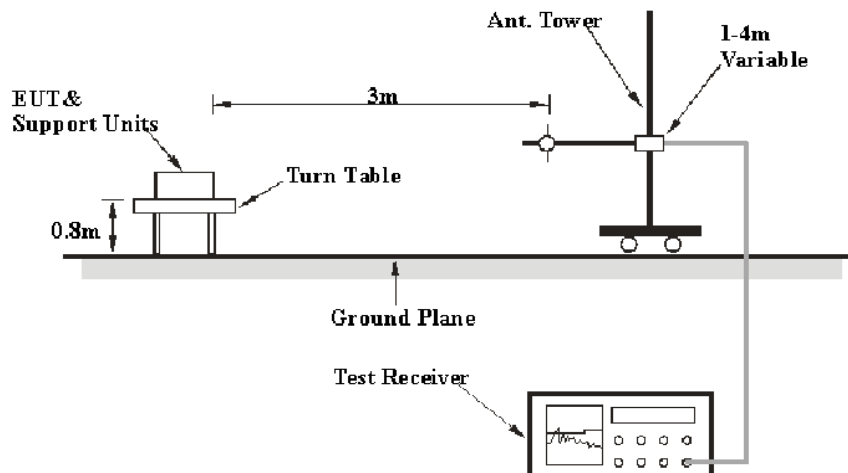 Ant. Tower
1-4m
Variable
3m
EUT&
Support Units
Turn Table
0.8m
Ground Plane
Test Receiver